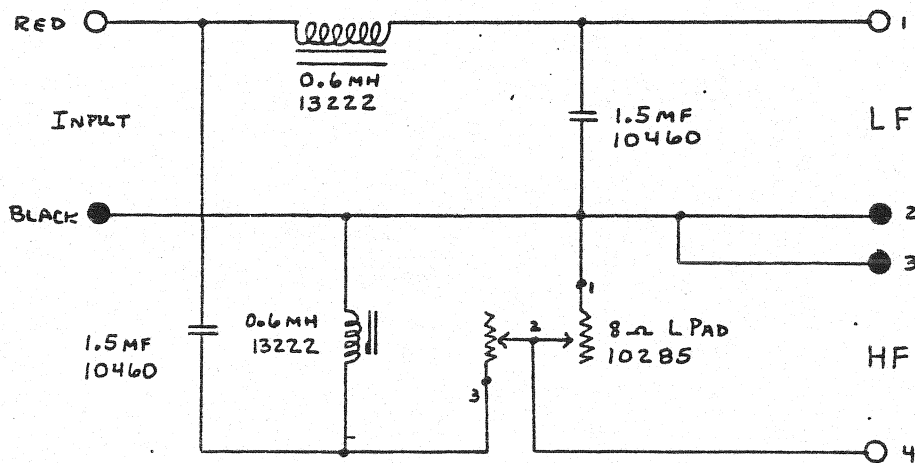 RED
1
0.6 MH
13222
INPUT
1.5 MF
10460
LF
BLACK
2
3
1
1.5 MF
10460
0.6 MH
13222
2
8 Ω L PAD
10285
3
HF
4